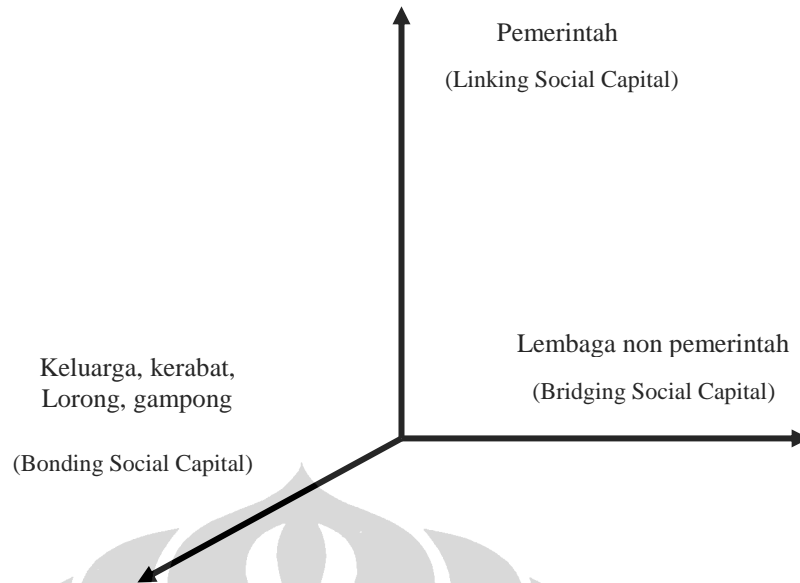 Pemerintah
(Linking Social Capital)
Lembaga non pemerintah
(Bridging Social Capital)
Keluarga, kerabat,
Lorong, gampong
(Bonding Social Capital)